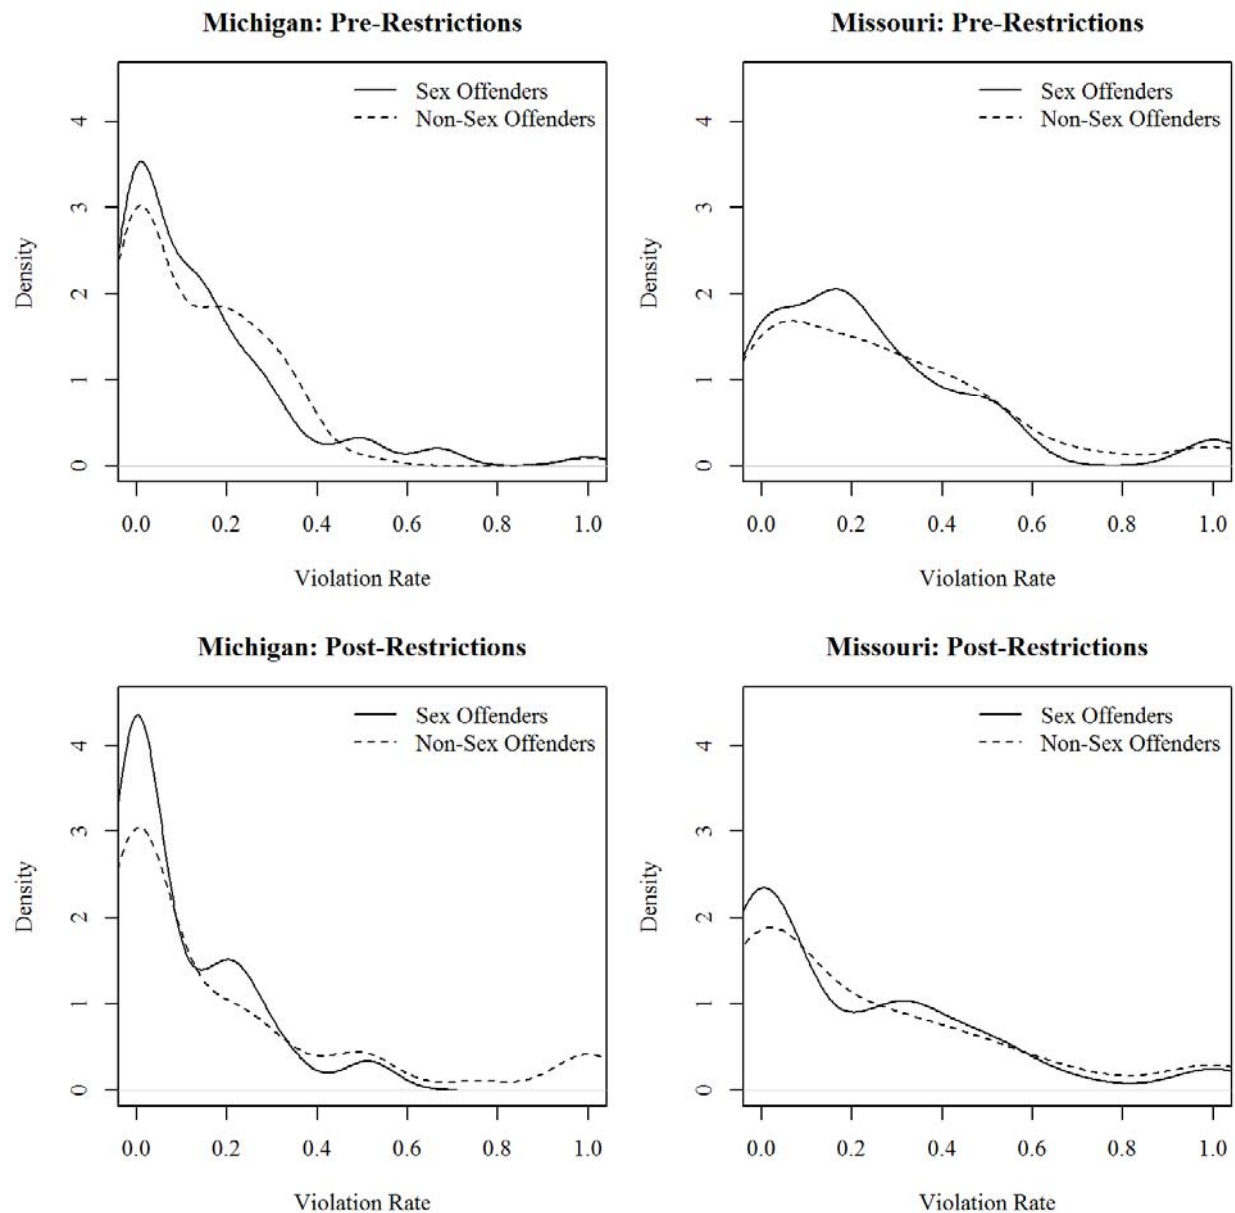 Michigan: Pre-Restrictions
Sex Offenders
Non-Sex Offenders
Density
4
3
2
1
0
0.0 0.2 0.4 0.6 0.8 1.0
Violation Rate
Missouri: Pre-Restrictions
Sex Offenders
Non-Sex Offenders
Density
4
3
2
1
0
0.0 0.2 0.4 0.6 0.8 1.0
Violation Rate
Michigan: Post-Restrictions
Sex Offenders
Non-Sex Offenders
Density
4
3
2
1
0
0.0 0.2 0.4 0.6 0.8 1.0
Violation Rate
Missouri: Post-Restrictions
Sex Offenders
Non-Sex Offenders
Density
4
3
2
1
0
0.0 0.2 0.4 0.6 0.8 1.0
Violation Rate